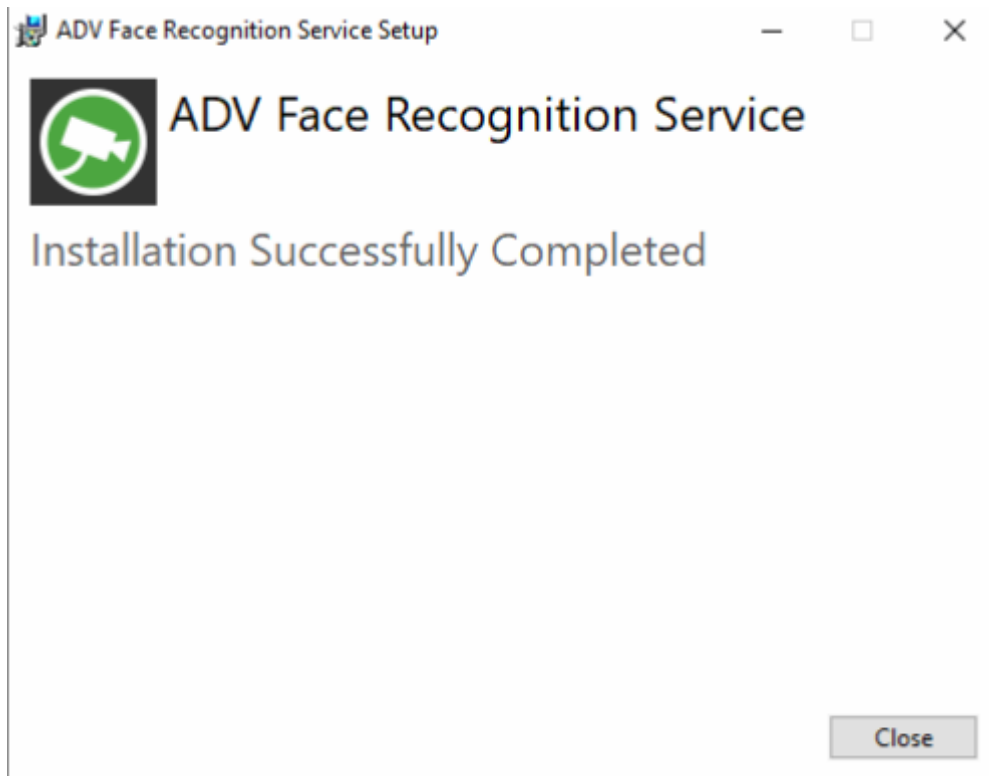 ADV Face Recognition Service Setup
ADV Face Recognition Service
Installation Successfully Completed
Close